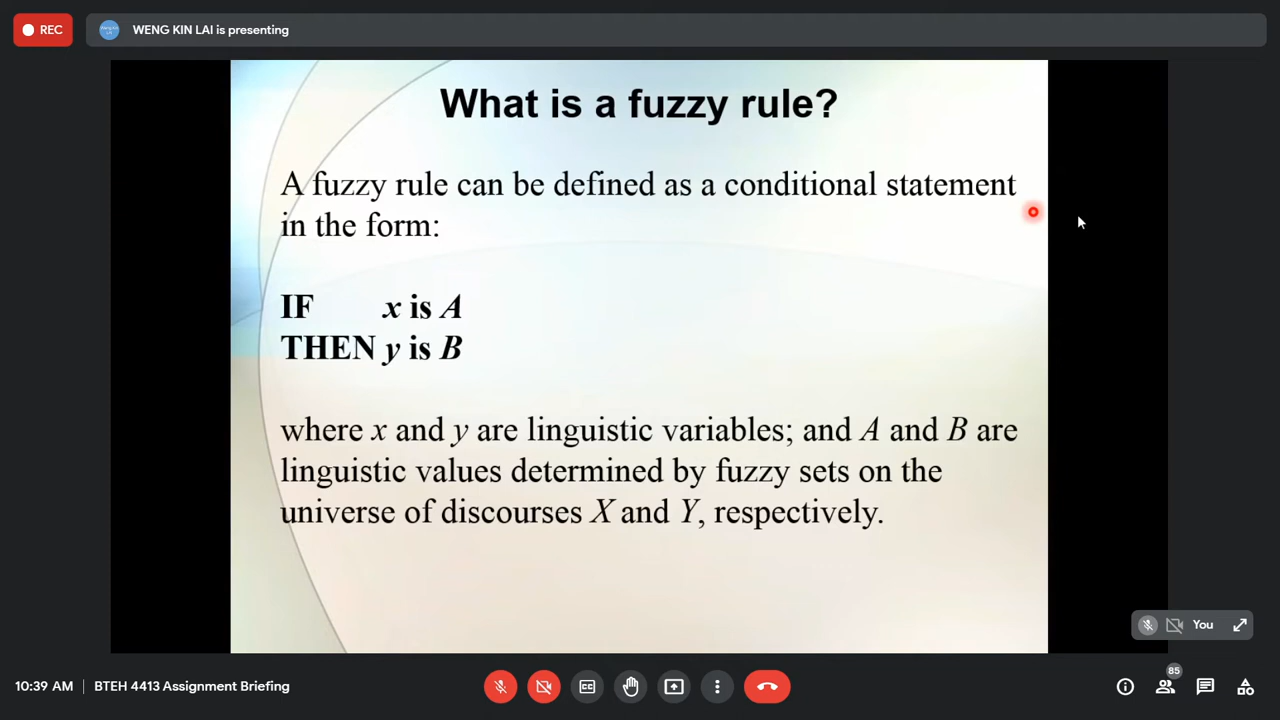 REC
WENG KIN LAI is presenting
What is a fuzzy rule?
A fuzzy rule can be defined as a conditional statement
in the form:
IF x is A
THEN y is B
where x and y are linguistic variables; and A and B are
linguistic values determined by fuzzy sets on the
universe of discourses X and Y, respectively.
You
10:39 AM | BTEH 4413 Assignment Briefing
85